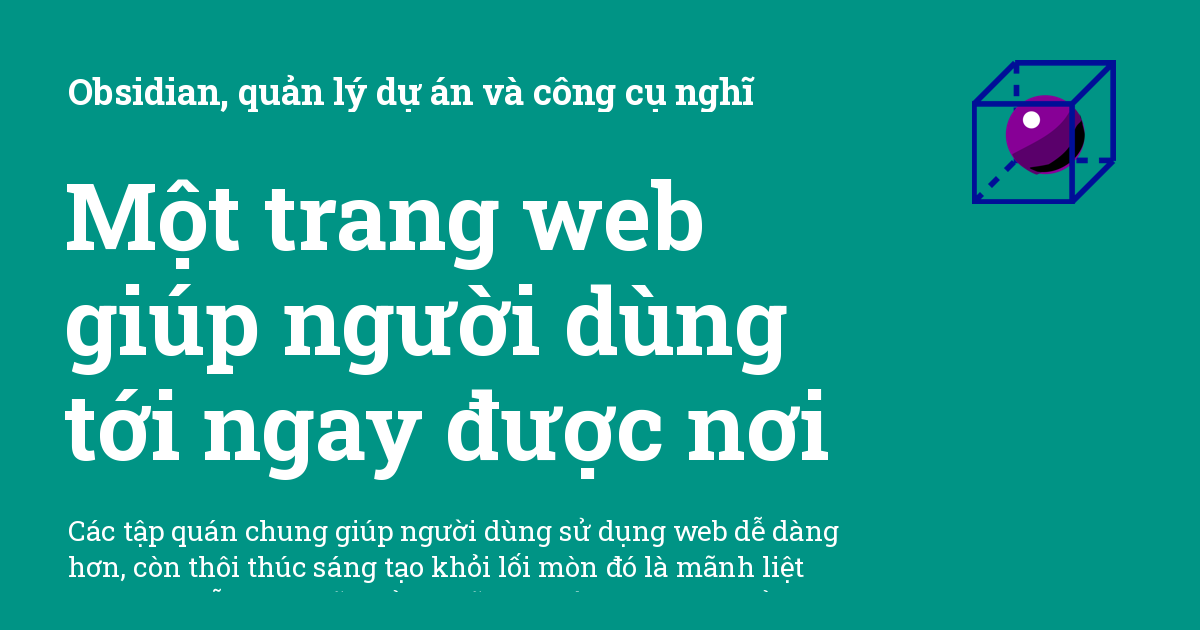 Obsidian, quản lý dự án và công cụ nghĩ
Một trang web
giúp người dùng
tới ngay được nơi
Các tập quán chung giúp người dùng sử dụng web dễ dàng
hơn, còn thôi thúc sáng tạo khỏi lối mòn đó là mãnh liệt